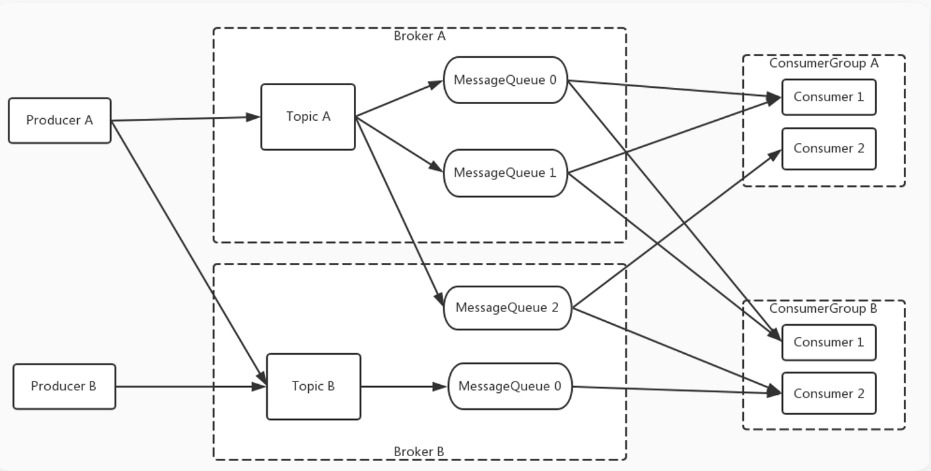 Broker A
ConsumerGroup A
MessageQueue 0
Consumer 1
Producer A
Topic A
Consumer 2
MessageQueue 1
MessageQueue 2
ConsumerGroup B
Consumer 1
Producer B
Topic B
MessageQueue 0
Consumer 2
Broker B